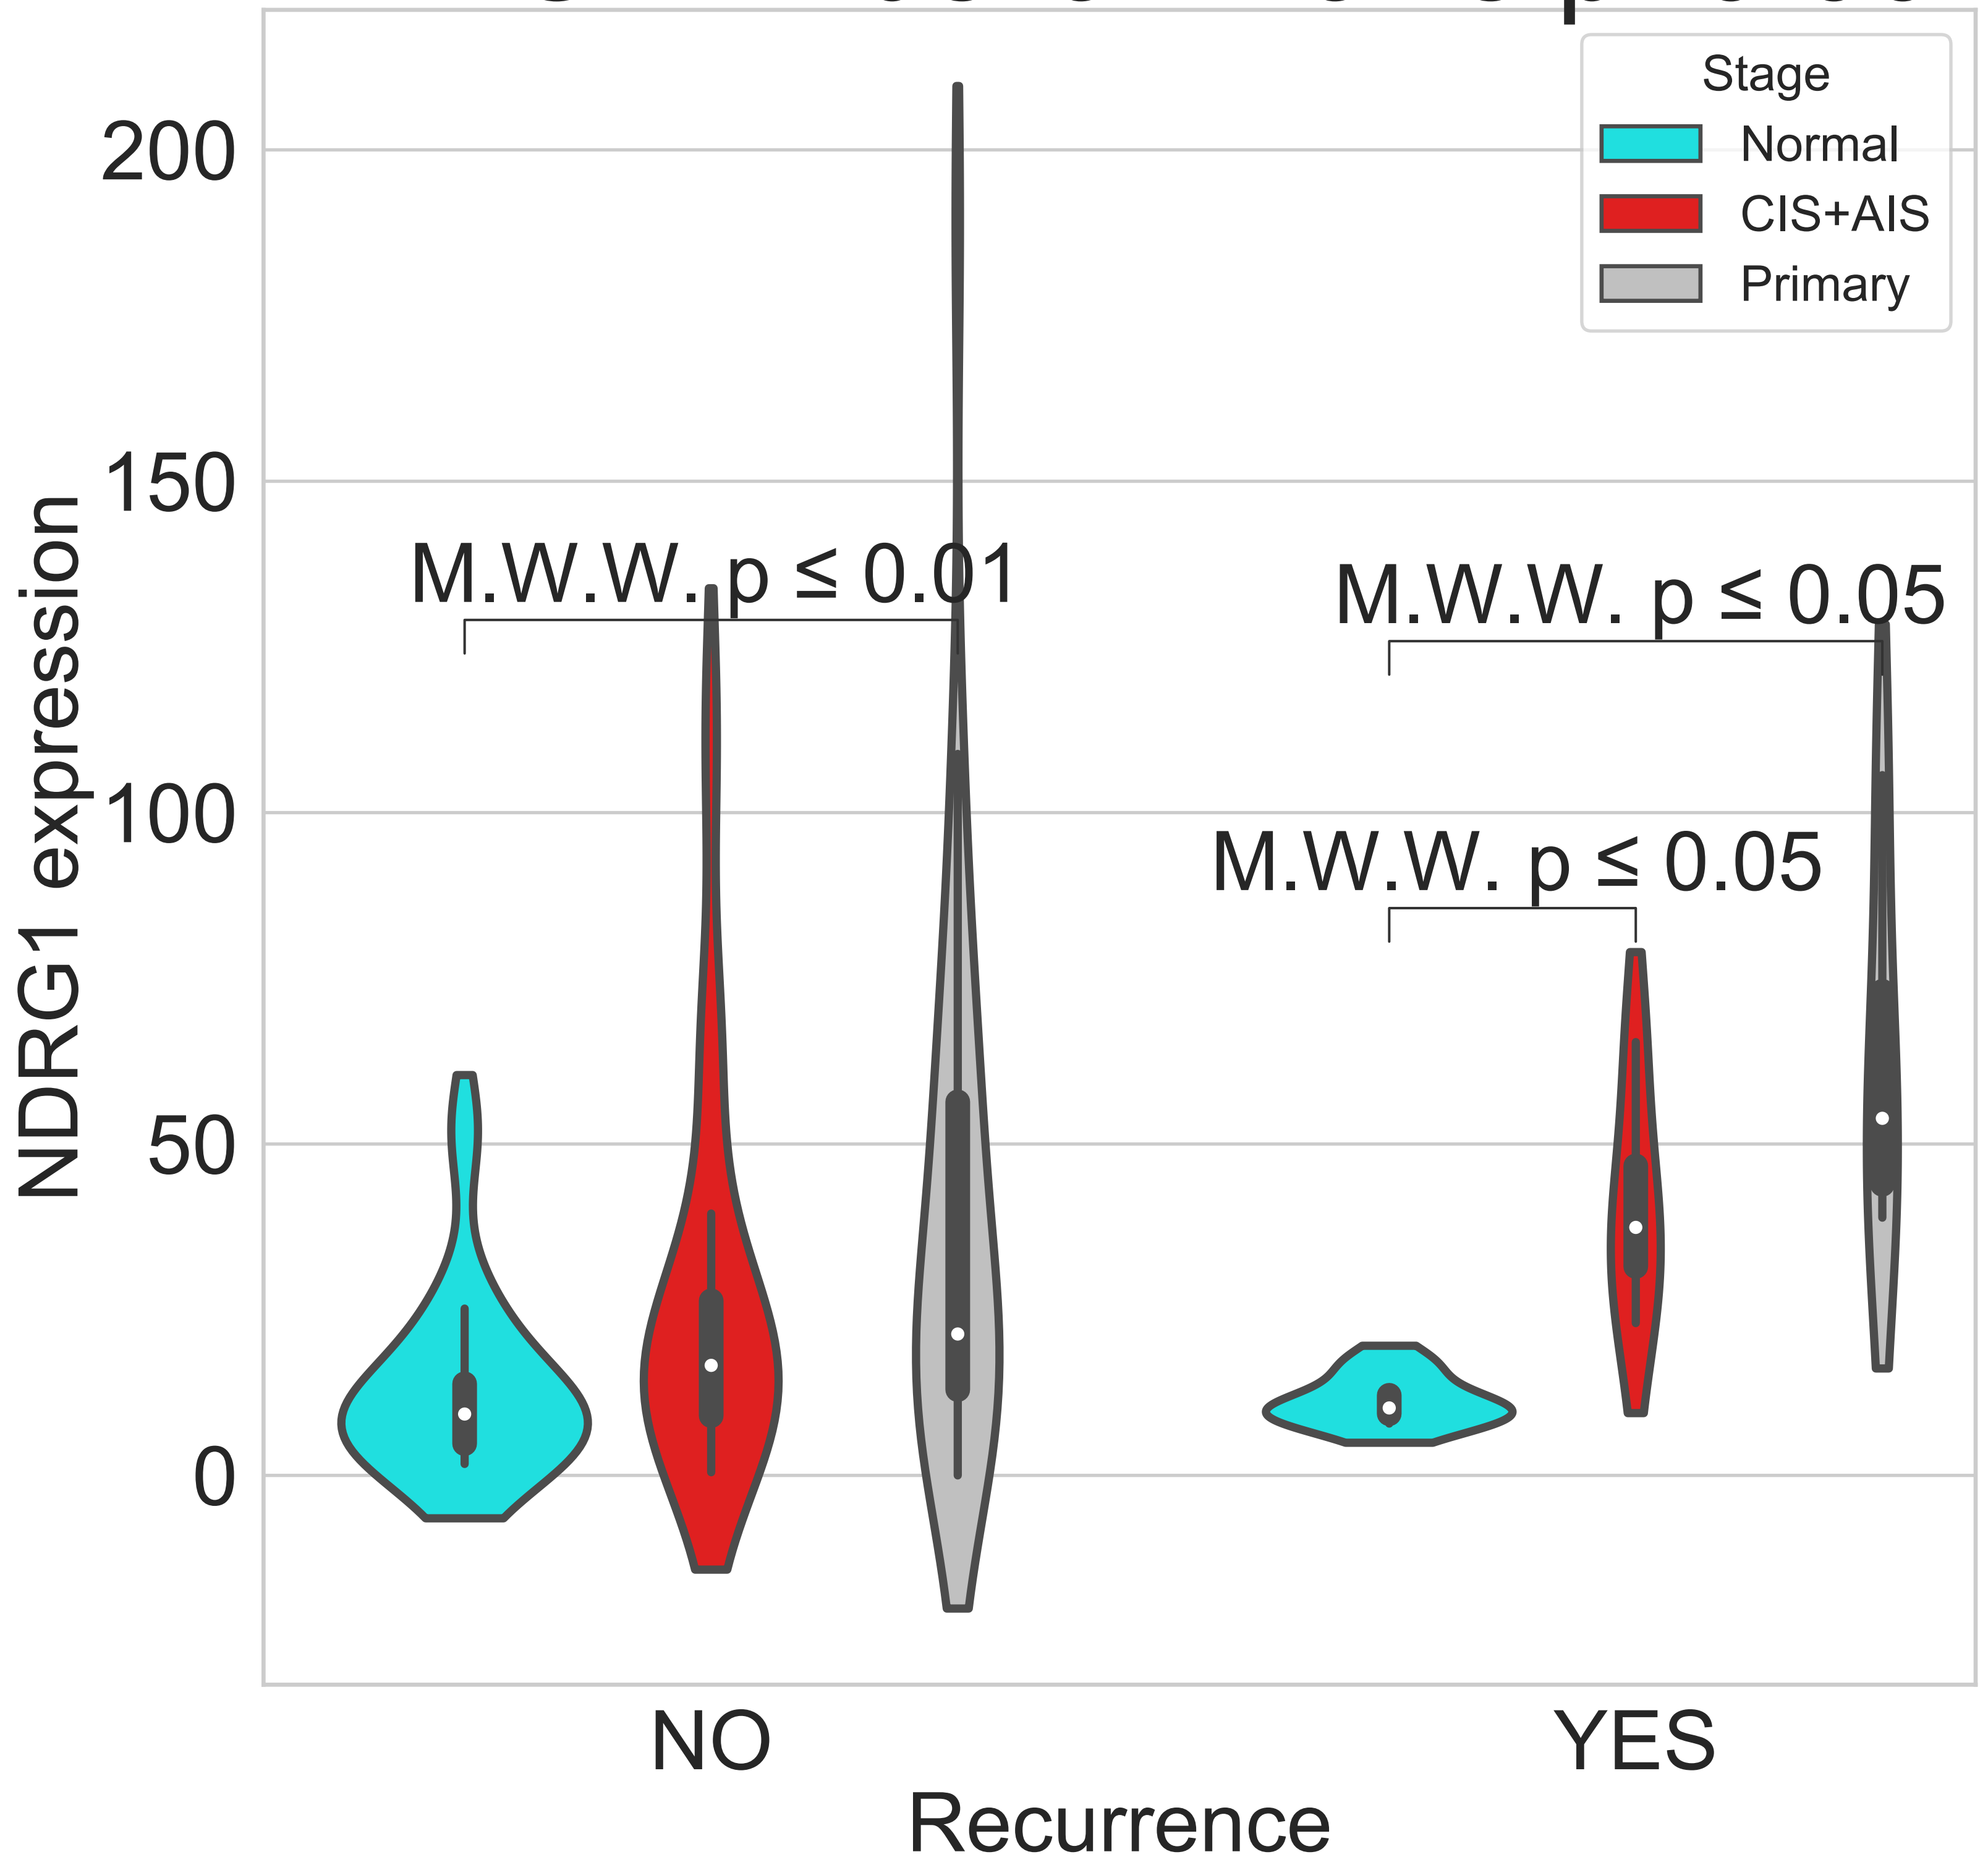 Stage
Normal
CIS+AIS
Primary
200
150
100
50
0
NDRG1 expression
M.W.W. p ≤ 0.01
M.W.W. p ≤ 0.05
M.W.W. p ≤ 0.05
NO
YES
Recurrence